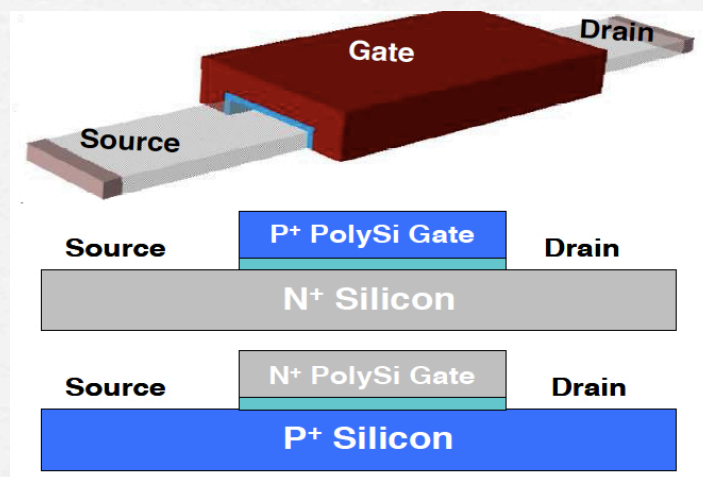 Drain
Gate
Source
P⁺ PolySi Gate
Source Drain
N⁺ Silicon
N⁺ PolySi Gate
Source Drain
P⁺ Silicon